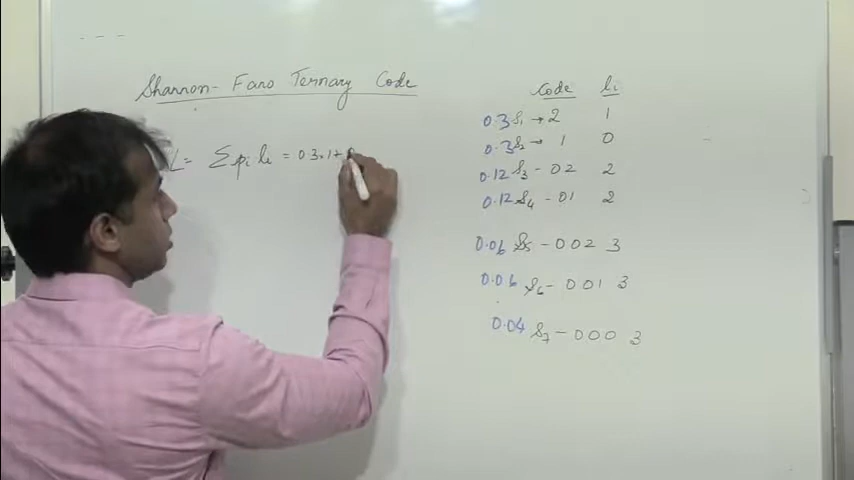 Shannon-Fano Ternary Code
L = Σ pᵢ lᵢ = 0.3×1+
Code lᵢ
0.3 S₁ → 2 1
0.3 S₂ → 1 0
0.12 S₃ - 02 2
0.12 S₄ - 01 2
0.06 S₅ - 002 3
0.06 S₆ - 001 3
0.04 S₇ - 000 3